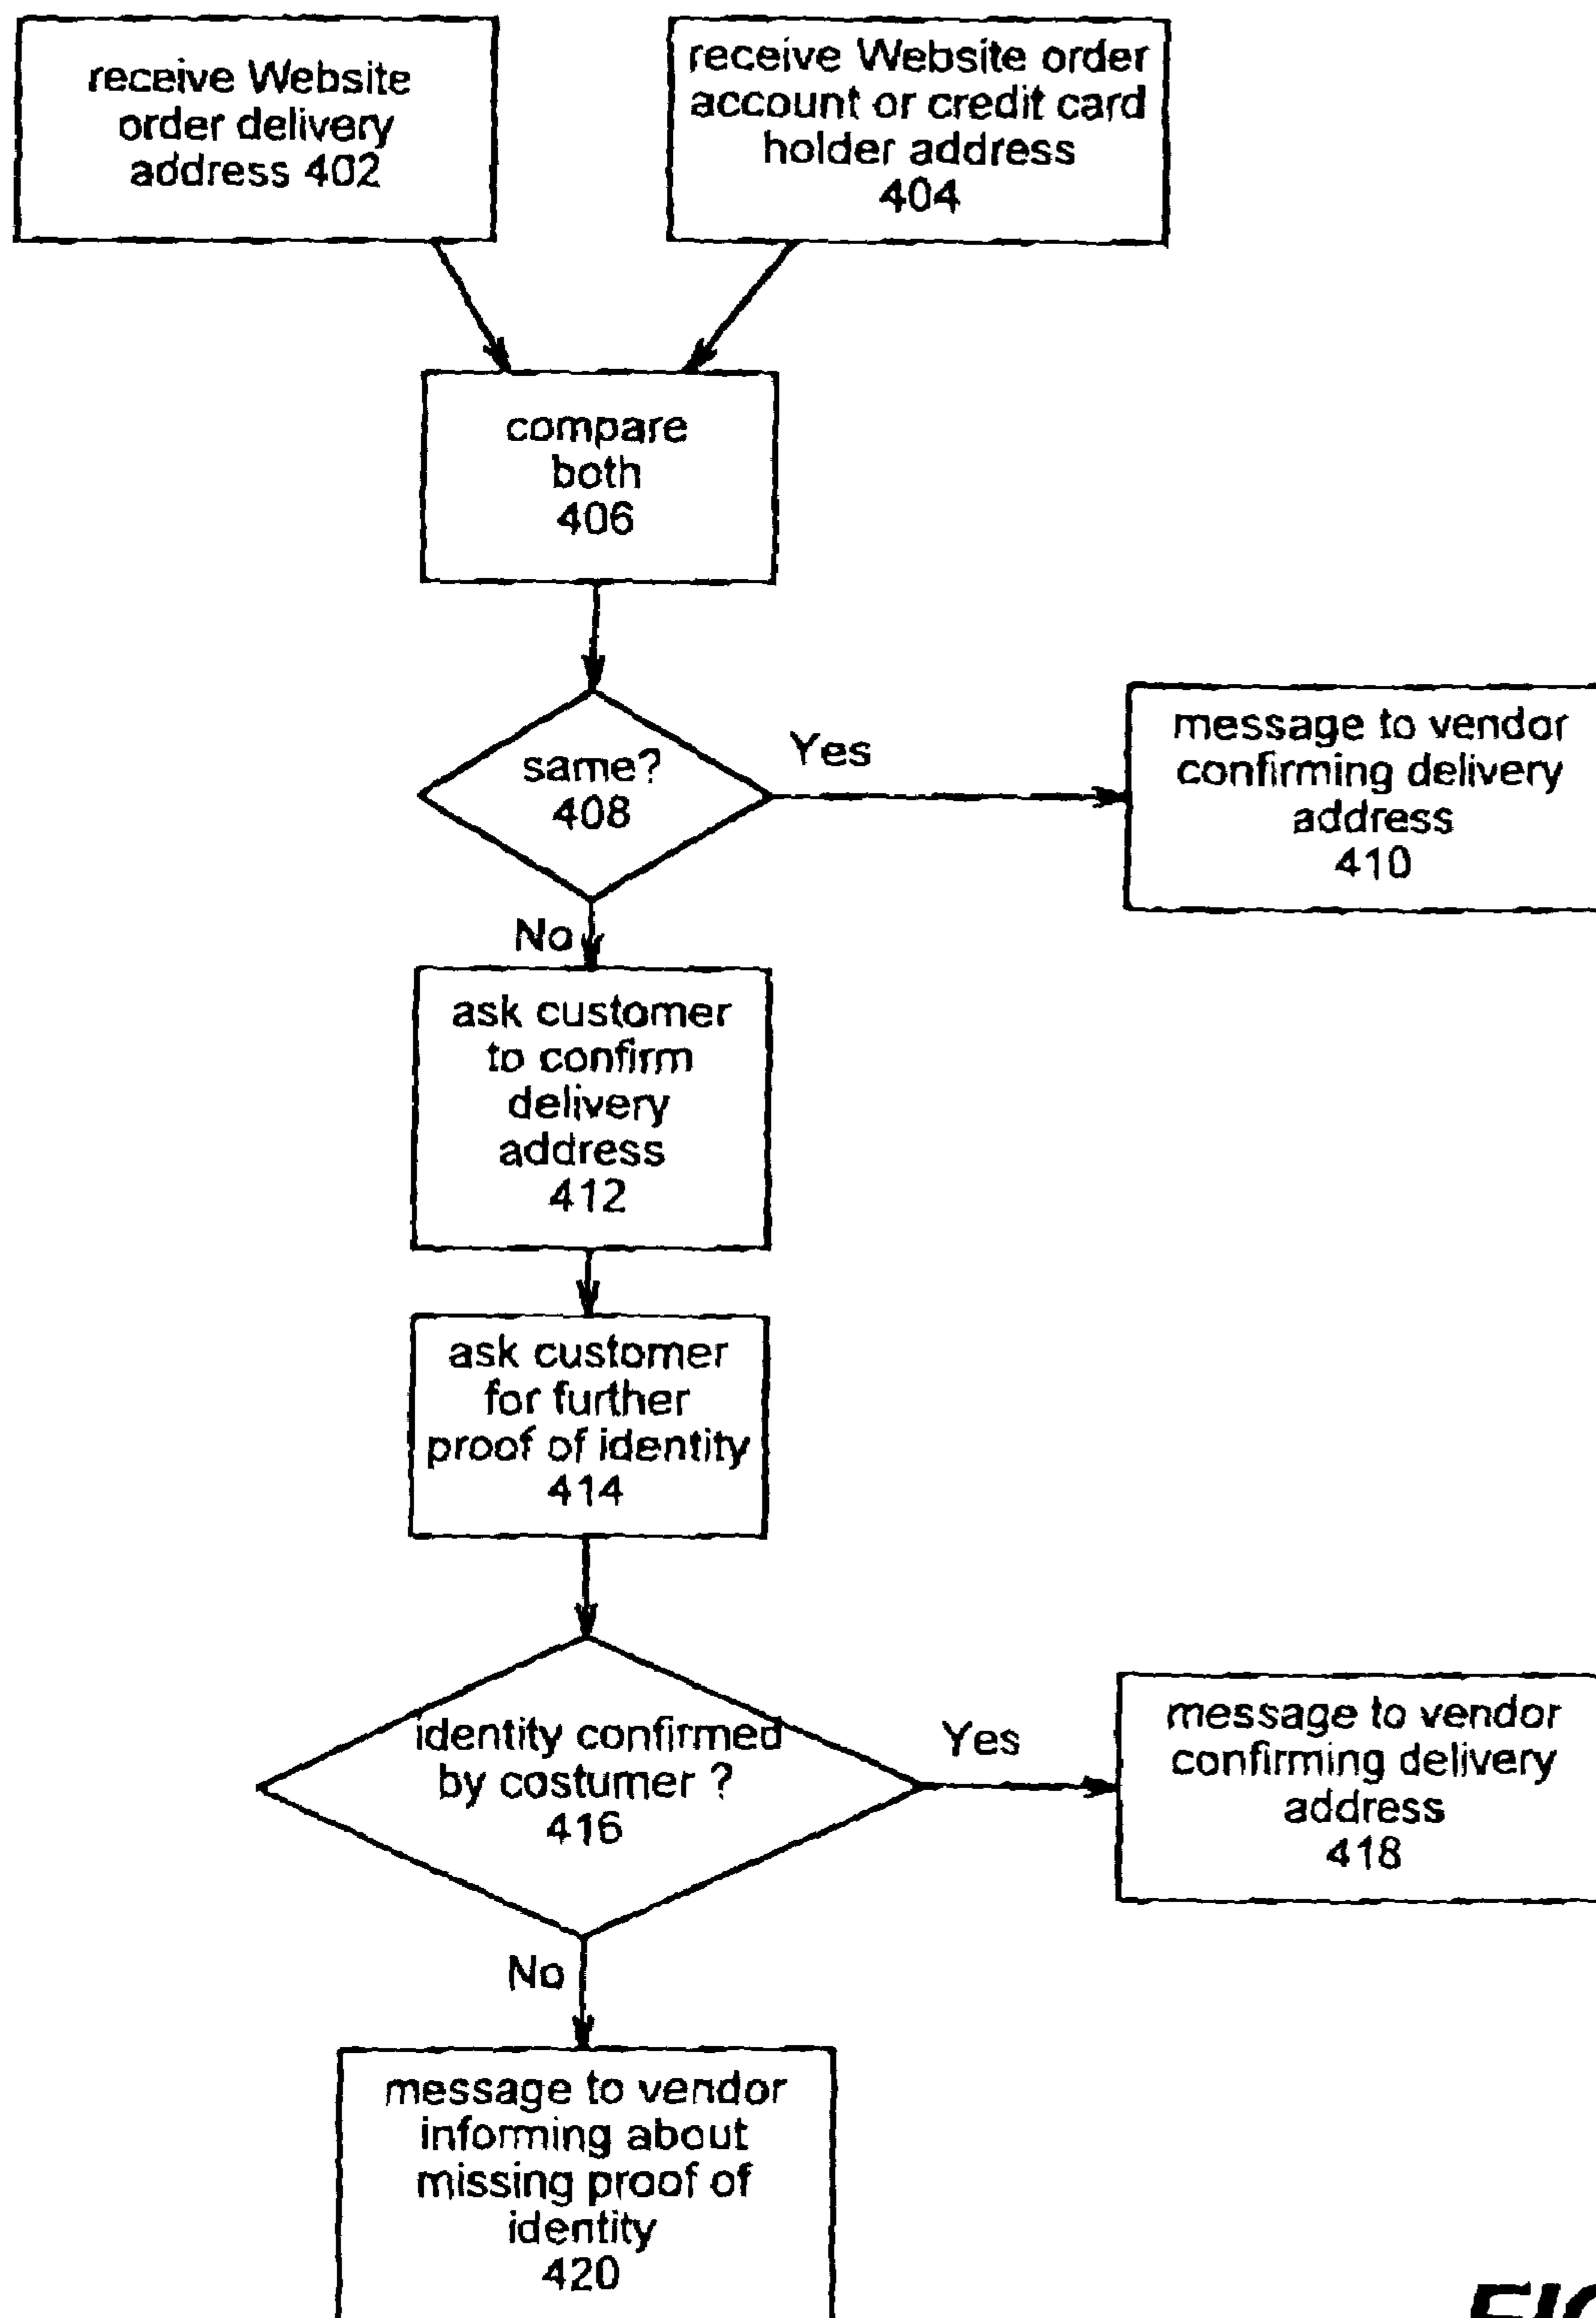 receive Website
order delivery
address 402
receive Website order
account or credit card
holder address
404
compare
both
406
same?
408
Yes
message to vendor
confirming delivery
address
410
No
ask customer
to confirm
delivery
address
412
ask customer
for further
proof of identity
414
identity confirmed
by costumer ?
416
Yes
message to vendor
confirming delivery
address
418
No
message to vendor
informing about
missing proof of
identity
420